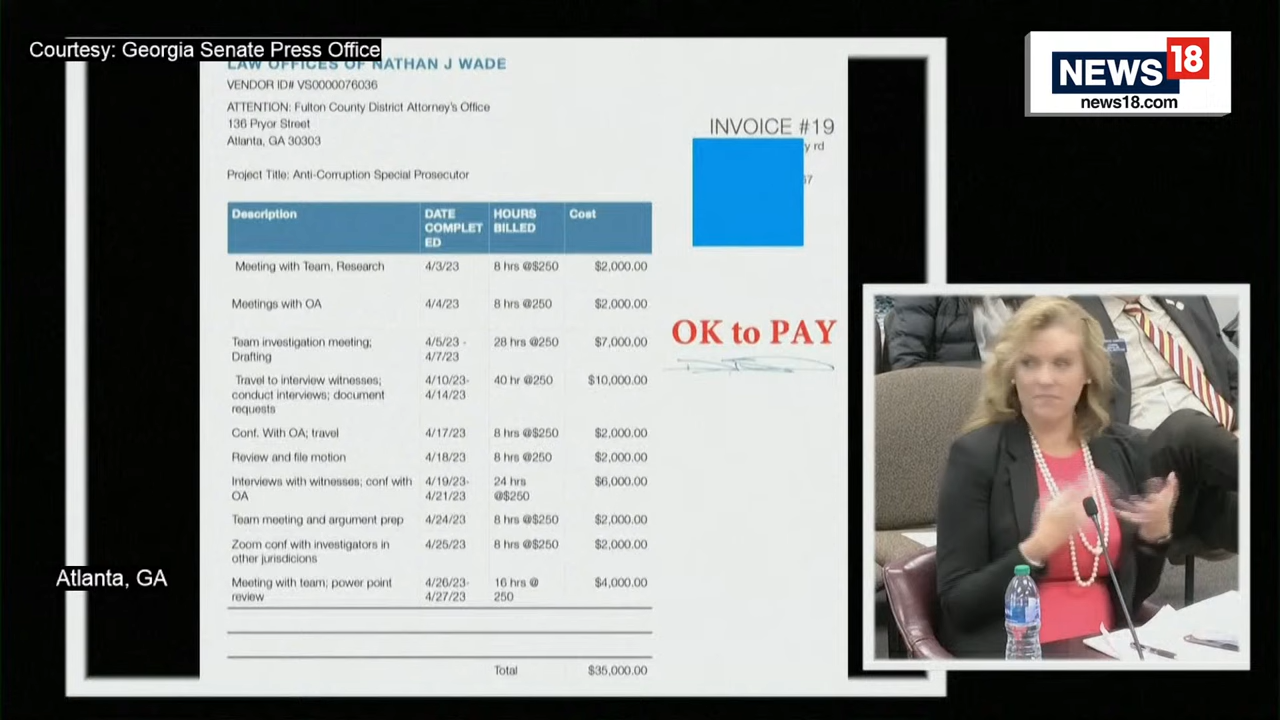 Courtesy: Georgia Senate Press Office
NEWS 18
news18.com
LAW OFFICES OF NATHAN J WADE
VENDOR ID# VS0000076036
ATTENTION: Fulton County District Attorney's Office
136 Pryor Street
Atlanta, GA 30303
INVOICE #19
y rd
67
Project Title: Anti-Corruption Special Prosecutor
Description DATE HOURS Cost
COMPLET BILLED
ED
Meeting with Team, Research 4/3/23 8 hrs @$250 $2,000.00
Meetings with OA 4/4/23 8 hrs @250 $2,000.00
Team investigation meeting; 4/5/23 - 28 hrs @250 $7,000.00
Drafting 4/7/23
OK to PAY
Travel to interview witnesses; 4/10/23- 40 hr @250 $10,000.00
conduct interviews; document 4/14/23
requests
Conf. With OA; travel 4/17/23 8 hrs @$250 $2,000.00
Review and file motion 4/18/23 8 hrs @250 $2,000.00
Interviews with witnesses; conf with 4/19/23- 24 hrs $6,000.00
OA 4/21/23 @$250
Team meeting and argument prep 4/24/23 8 hrs @$250 $2,000.00
Zoom conf with investigators in 4/25/23 8 hrs @$250 $2,000.00
other jurisdicions
Meeting with team; power point 4/26/23- 16 hrs @ $4,000.00
review 4/27/23 250
Total $35,000.00
Atlanta, GA